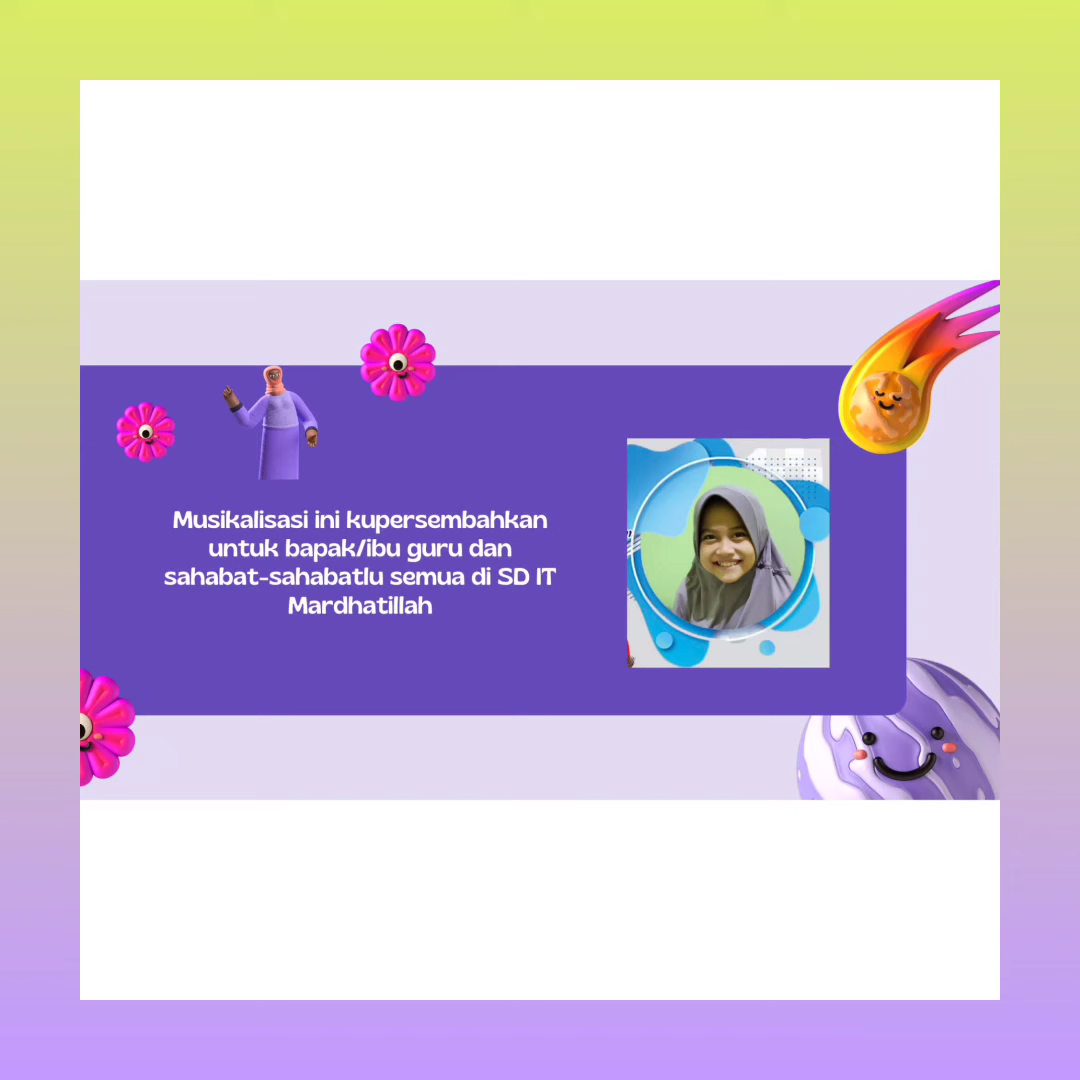 Musikalisasi ini kupersembahkan
untuk bapak/ibu guru dan
sahabat-sahabatlu semua di SD IT
Mardhatillah